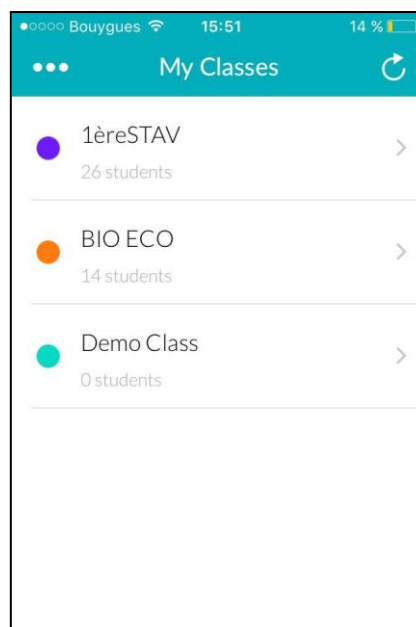 Bouygues 15:51 14 %
My Classes
1èreSTAV
26 students
BIO ECO
14 students
Demo Class
0 students